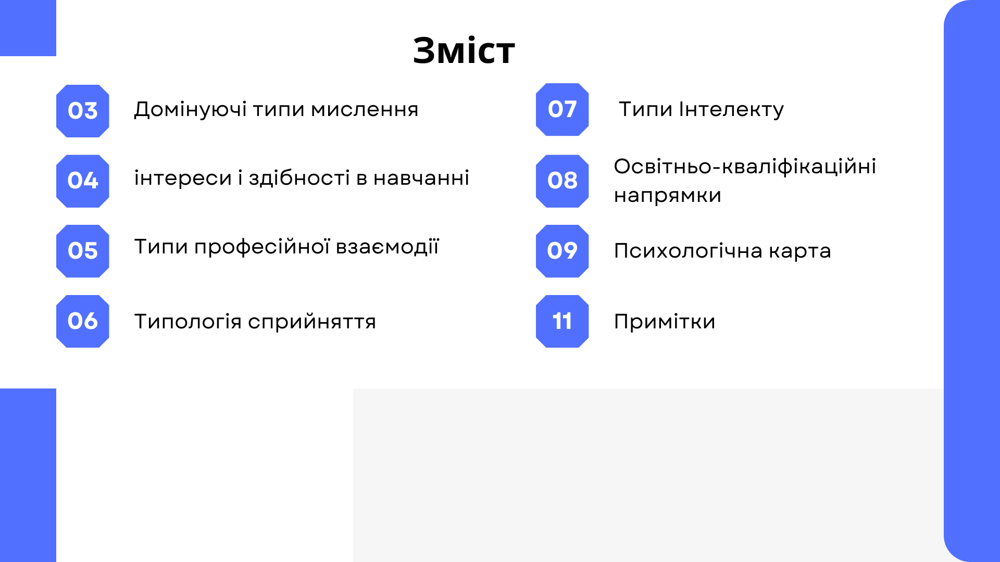 Зміст
03 Домінуючі типи мислення
04 інтереси і здібності в навчанні
05 Типи професійної взаємодії
06 Типологія сприйняття
07 Типи Інтелекту
08 Освітньо-кваліфікаційні
напрямки
09 Психологічна карта
11 Примітки